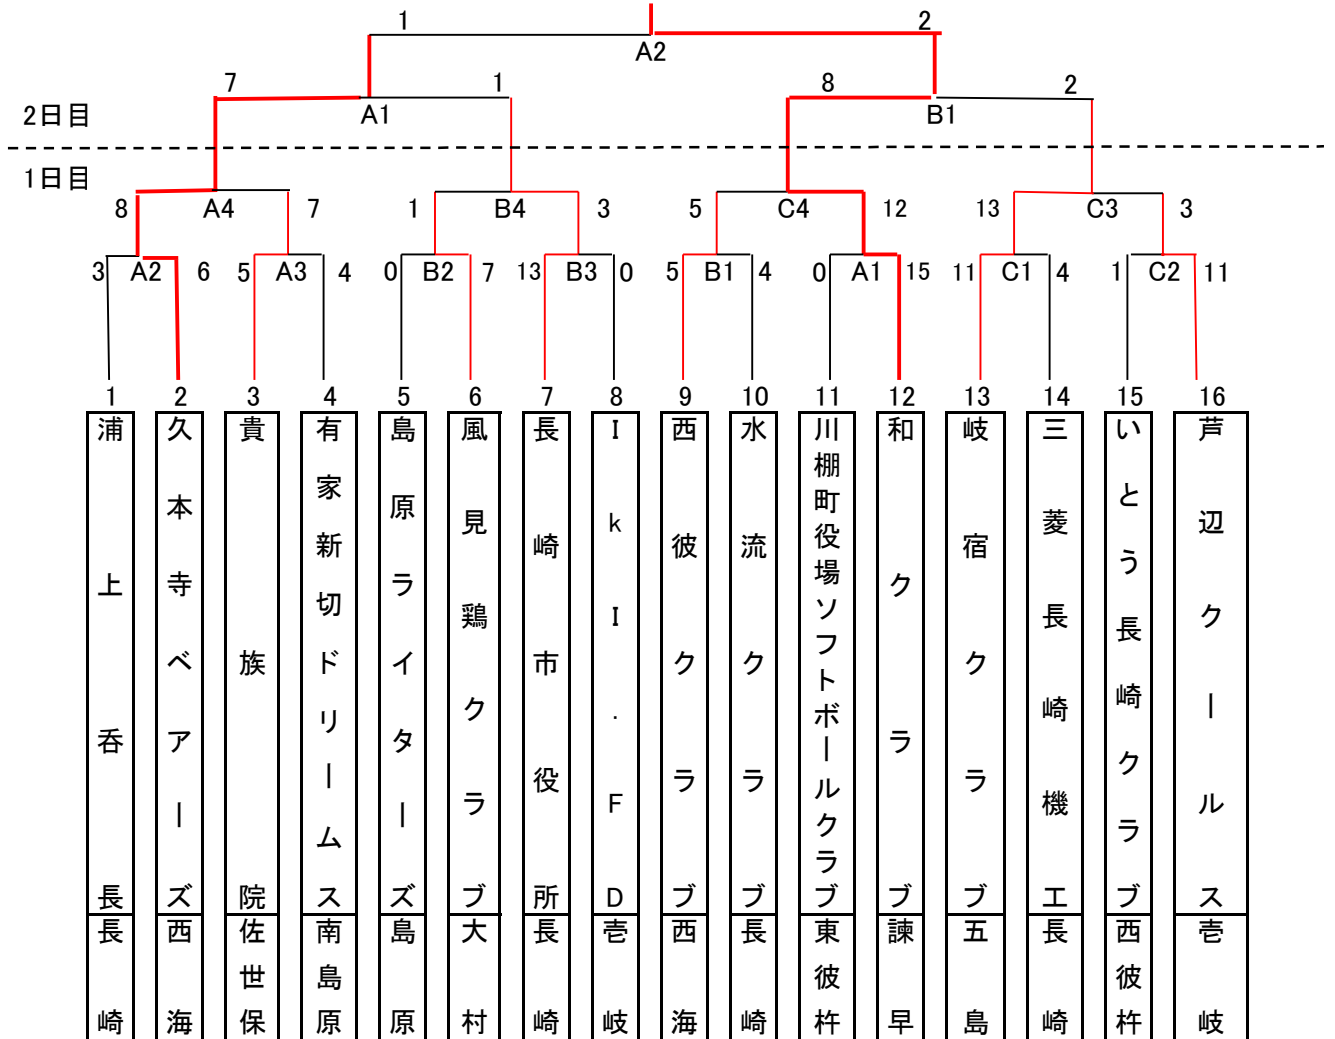 1 2
A2
7 1 8 2
2日目 A1 B1
1日目
8 A4 7 1 B4 3 5 C4 12 13 C3 3
3 A2 6 5 A3 4 0 B2 7 13 B3 0 5 B1 4 0 A1 15 11 C1 4 1 C2 11
1 2 3 4 5 6 7 8 9 10 11 12 13 14 15 16
浦上呑長
久本寺ベアーズ
貴族院
有家新切ドリームス
島原ライターズ
風見鶏クラブ
長崎市役所
IkI.FD
西彼クラブ
水流クラブ
川棚町役場ソフトボールクラブ
和クラブ
岐宿クラブ
三菱長崎機工
いとう長崎クラブ
芦辺クールス
長崎
西海
佐世保
南島原
島原
大村
長崎
壱岐
西海
長崎
東彼杵
諫早
五島
長崎
西彼杵
壱岐